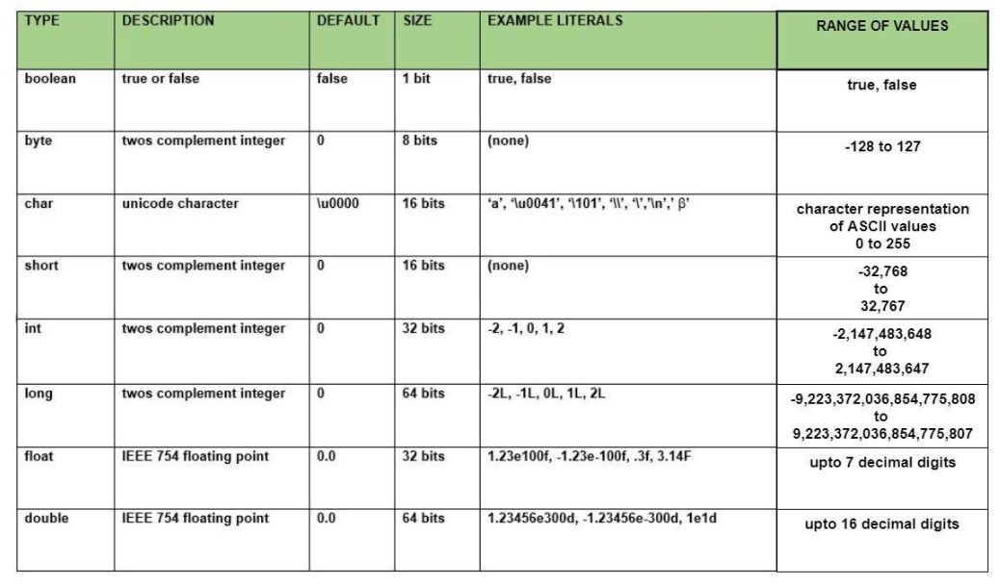 TYPE DESCRIPTION DEFAULT SIZE EXAMPLE LITERALS RANGE OF VALUES
boolean true or false false 1 bit true, false true, false
byte twos complement integer 0 8 bits (none) -128 to 127
char unicode character \u0000 16 bits ‘a’, ‘\u0041’, ‘\101’, ‘\\’, ‘\’,’\n’,’ β’ character representation
of ASCII values
0 to 255
short twos complement integer 0 16 bits (none) -32,768
to
32,767
int twos complement integer 0 32 bits -2, -1, 0, 1, 2 -2,147,483,648
to
2,147,483,647
long twos complement integer 0 64 bits -2L, -1L, 0L, 1L, 2L -9,223,372,036,854,775,808
to
9,223,372,036,854,775,807
float IEEE 754 floating point 0.0 32 bits 1.23e100f, -1.23e-100f, .3f, 3.14F upto 7 decimal digits
double IEEE 754 floating point 0.0 64 bits 1.23456e300d, -1.23456e-300d, 1e1d upto 16 decimal digits